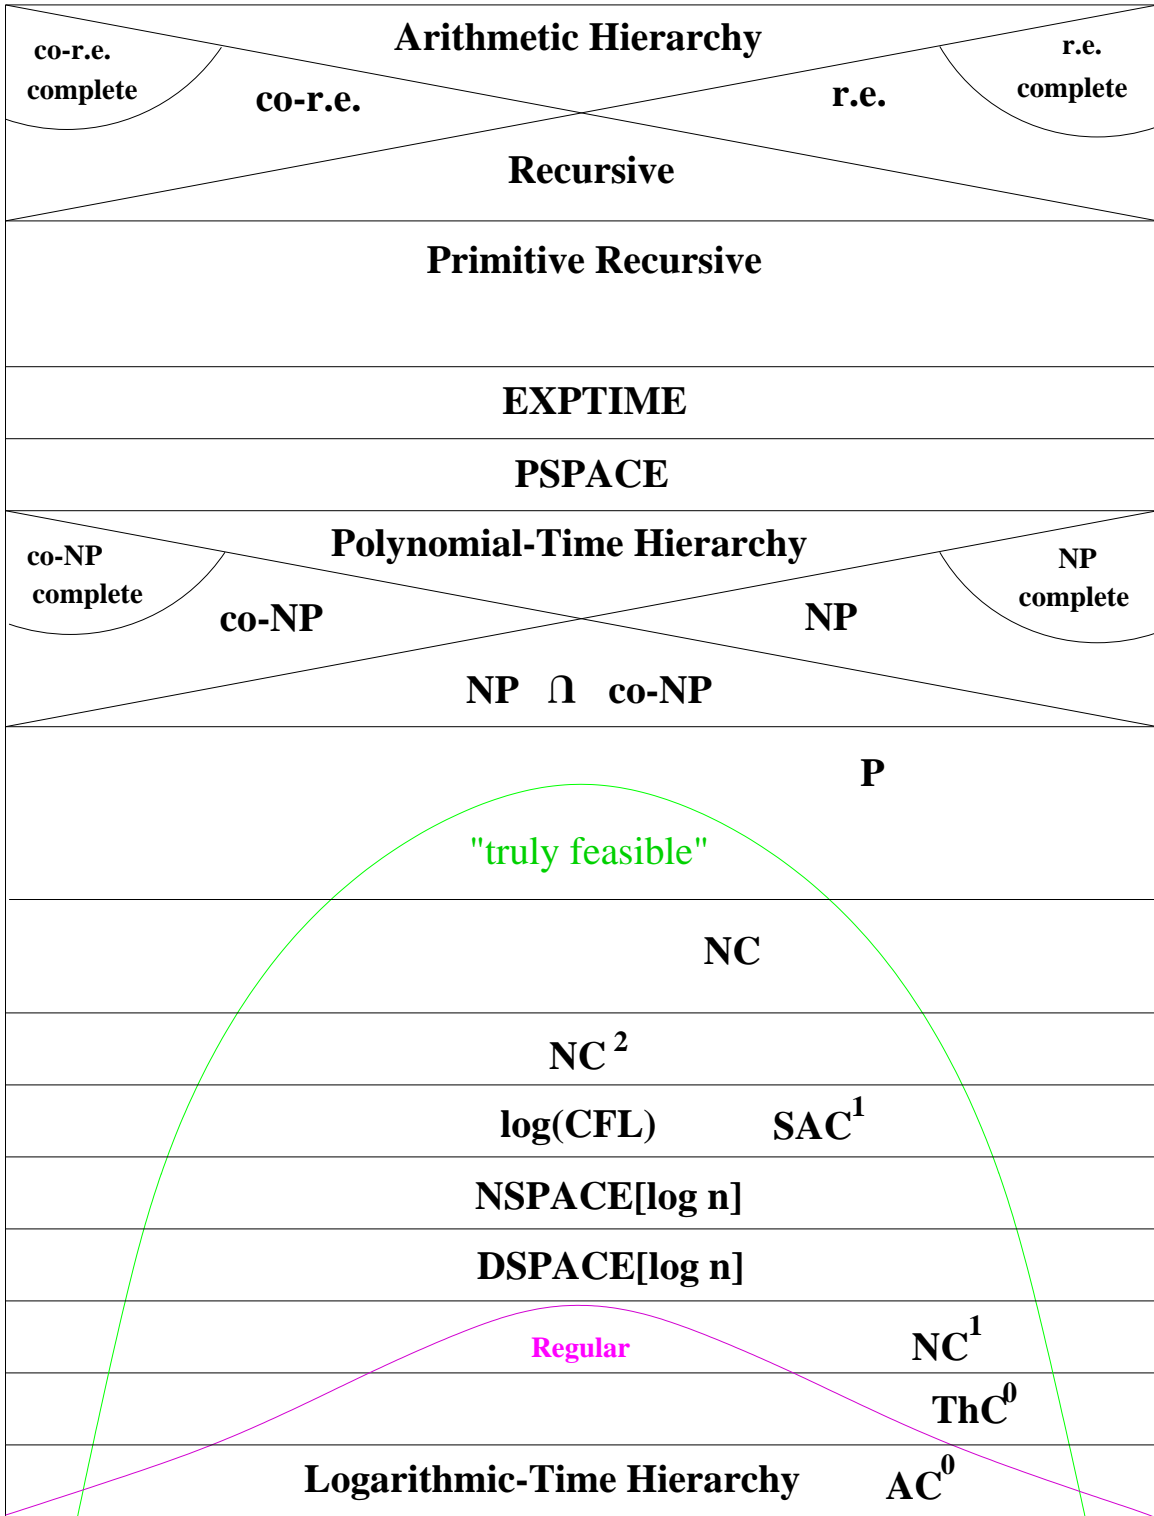 Arithmetic Hierarchy
co-r.e.
complete
co-r.e.
r.e.
r.e.
complete
Recursive
Primitive Recursive
EXPTIME
PSPACE
Polynomial-Time Hierarchy
co-NP
complete
co-NP
NP
NP
complete
NP ∩ co-NP
P
"truly feasible"
NC
NC²
log(CFL) SAC¹
NSPACE[log n]
DSPACE[log n]
Regular NC¹
ThC⁰
Logarithmic-Time Hierarchy AC⁰